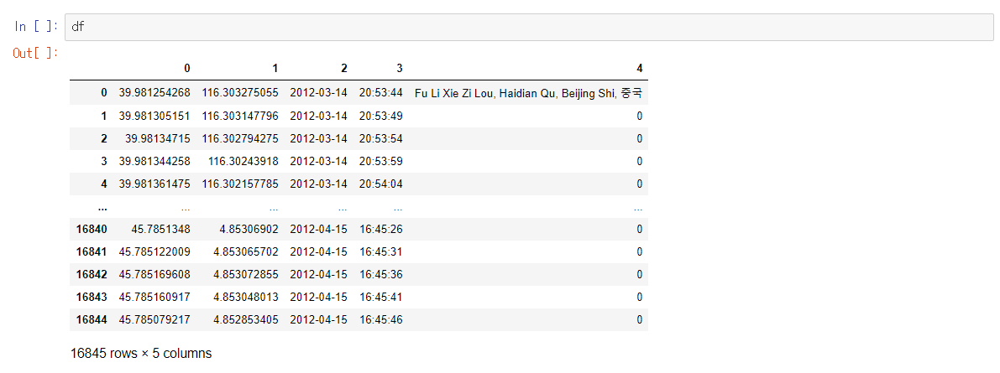 In [ ]: df
Out[ ]:
0 1 2 3 4
0 39.981254268 116.303275055 2012-03-14 20:53:44 Fu Li Xie Zi Lou, Haidian Qu, Beijing Shi, 중국
1 39.981305151 116.303147796 2012-03-14 20:53:49 0
2 39.98134715 116.302794275 2012-03-14 20:53:54 0
3 39.981344258 116.30243918 2012-03-14 20:53:59 0
4 39.981361475 116.302157785 2012-03-14 20:54:04 0
... ... ... ... ... ...
16840 45.7851348 4.85306902 2012-04-15 16:45:26 0
16841 45.785122009 4.853065702 2012-04-15 16:45:31 0
16842 45.785169608 4.853072855 2012-04-15 16:45:36 0
16843 45.785160917 4.853048013 2012-04-15 16:45:41 0
16844 45.785079217 4.852853405 2012-04-15 16:45:46 0
16845 rows × 5 columns